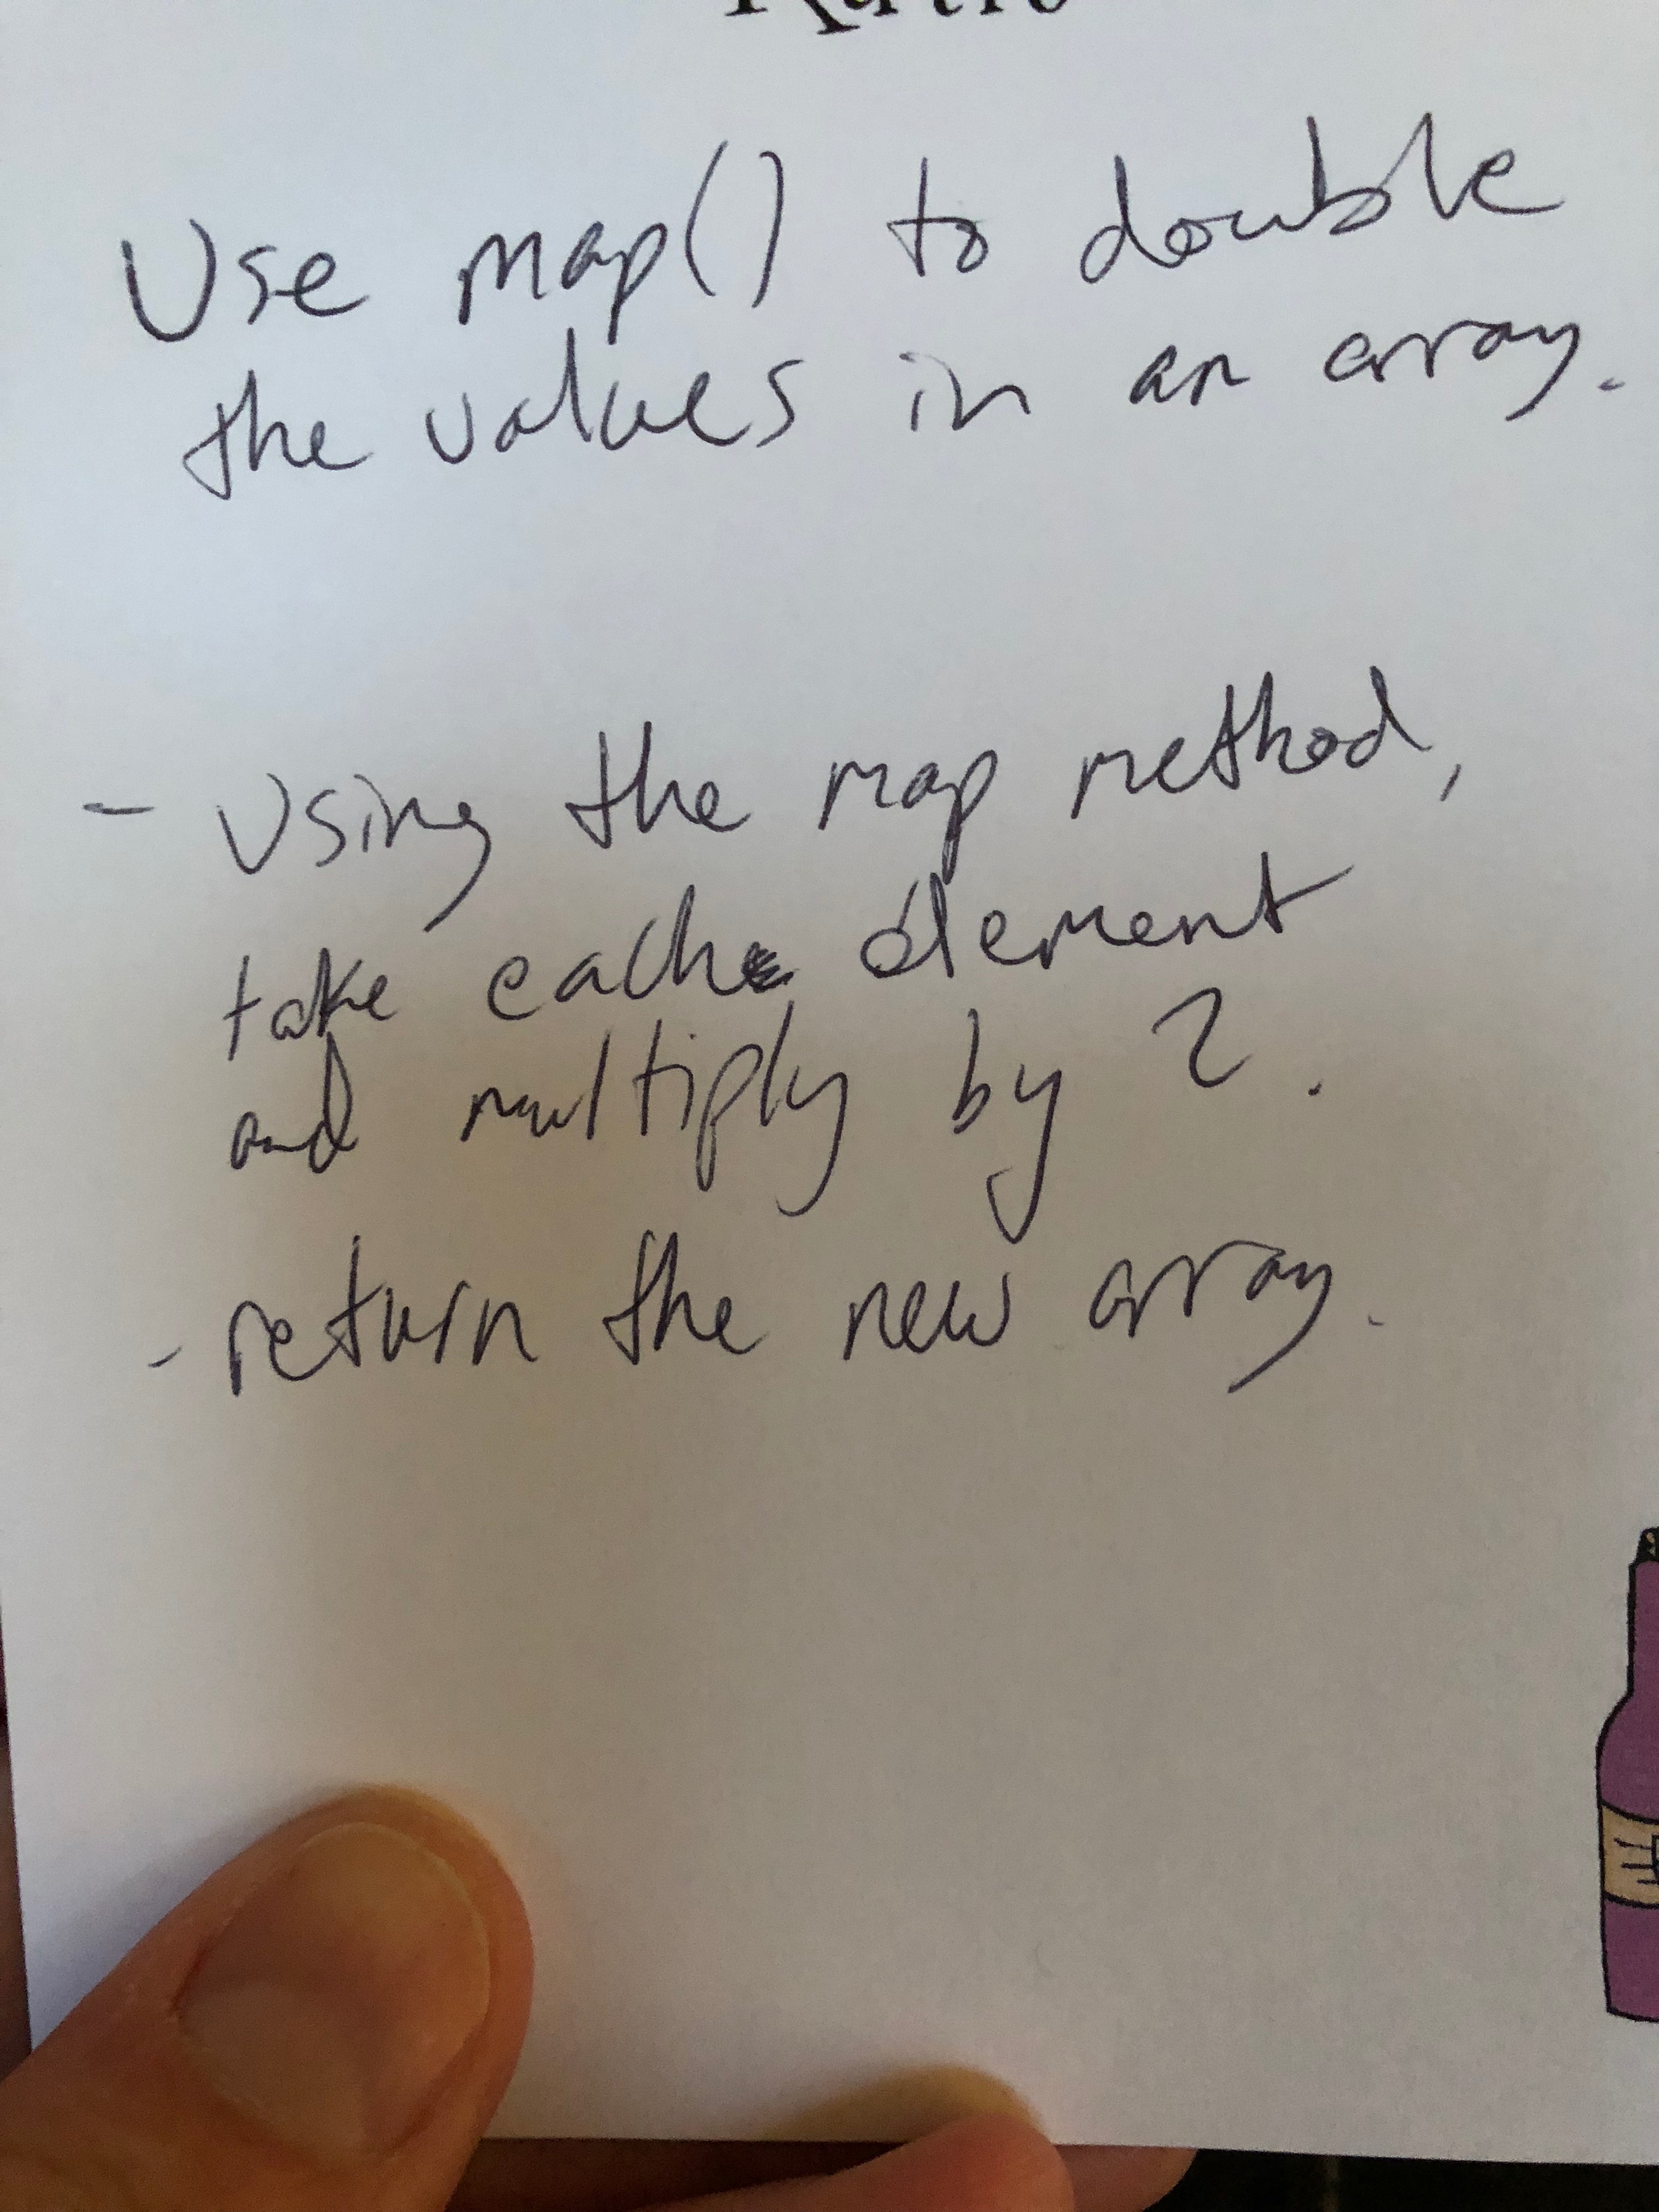 Use map() to double
the values in an array.
- Using the map method,
take each element
and multiply by 2.
- return the new array.